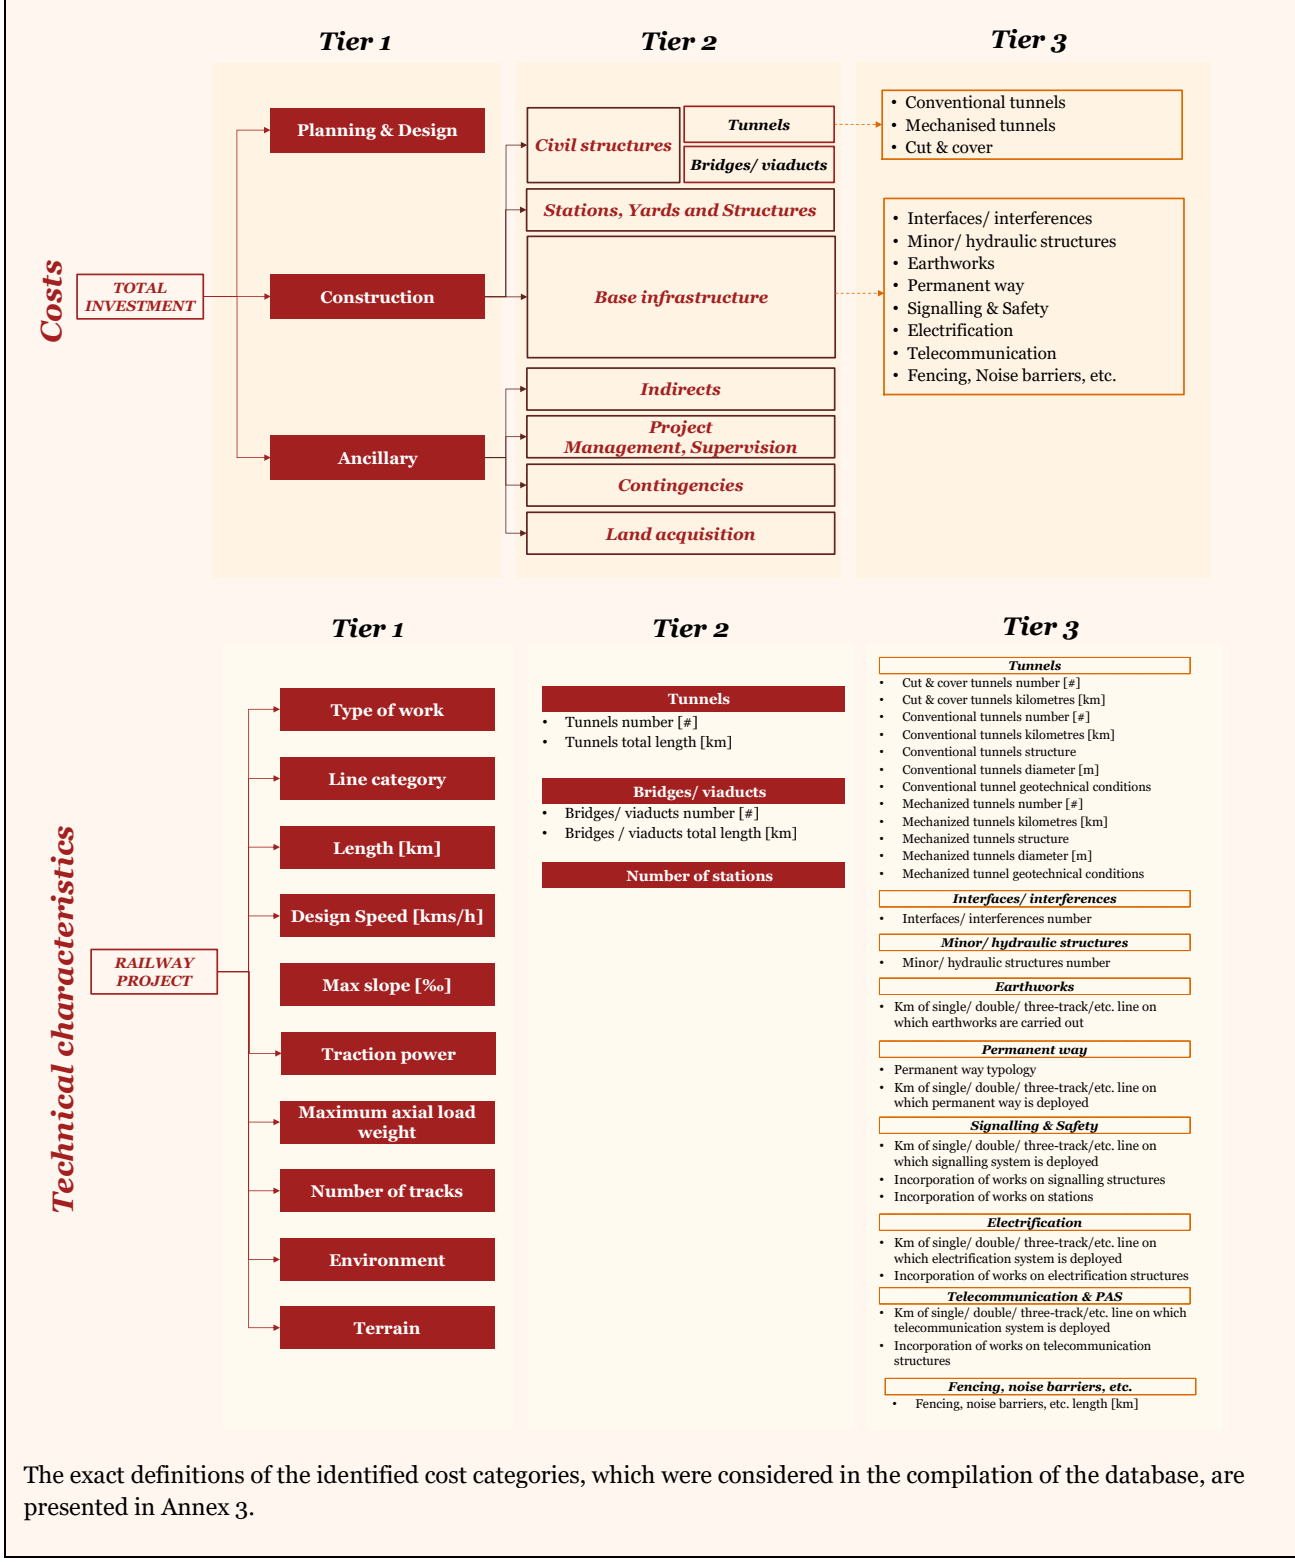 Tier 1
Tier 2
Tier 3
Costs
TOTAL
INVESTMENT
Planning & Design
Construction
Ancillary
Civil structures
Tunnels
Bridges/ viaducts
Stations, Yards and Structures
Base infrastructure
Indirects
Project
Management, Supervision
Contingencies
Land acquisition
• Conventional tunnels
• Mechanised tunnels
• Cut & cover
• Interfaces/ interferences
• Minor/ hydraulic structures
• Earthworks
• Permanent way
• Signalling & Safety
• Electrification
• Telecommunication
• Fencing, Noise barriers, etc.
Tier 1
Tier 2
Tier 3
Technical characteristics
RAILWAY
PROJECT
Type of work
Line category
Length [km]
Design Speed [kms/h]
Max slope [‰]
Traction power
Maximum axial load
weight
Number of tracks
Environment
Terrain
Tunnels
• Tunnels number [#]
• Tunnels total length [km]
Bridges/ viaducts
• Bridges/ viaducts number [#]
• Bridges / viaducts total length [km]
Number of stations
Tunnels
• Cut & cover tunnels number [#]
• Cut & cover tunnels kilometres [km]
• Conventional tunnels number [#]
• Conventional tunnels kilometres [km]
• Conventional tunnels structure
• Conventional tunnels diameter [m]
• Conventional tunnel geotechnical conditions
• Mechanized tunnels number [#]
• Mechanized tunnels kilometres [km]
• Mechanized tunnels structure
• Mechanized tunnels diameter [m]
• Mechanized tunnel geotechnical conditions
Interfaces/ interferences
• Interfaces/ interferences number
Minor/ hydraulic structures
• Minor/ hydraulic structures number
Earthworks
• Km of single/ double/ three-track/etc. line on
which earthworks are carried out
Permanent way
• Permanent way typology
• Km of single/ double/ three-track/etc. line on
which permanent way is deployed
Signalling & Safety
• Km of single/ double/ three-track/etc. line on
which signalling system is deployed
• Incorporation of works on signalling structures
• Incorporation of works on stations
Electrification
• Km of single/ double/ three-track/etc. line on
which electrification system is deployed
• Incorporation of works on electrification structures
Telecommunication & PAS
• Km of single/ double/ three-track/etc. line on which
telecommunication system is deployed
• Incorporation of works on telecommunication
structures
Fencing, noise barriers, etc.
• Fencing, noise barriers, etc. length [km]
The exact definitions of the identified cost categories, which were considered in the compilation of the database, are
presented in Annex 3.